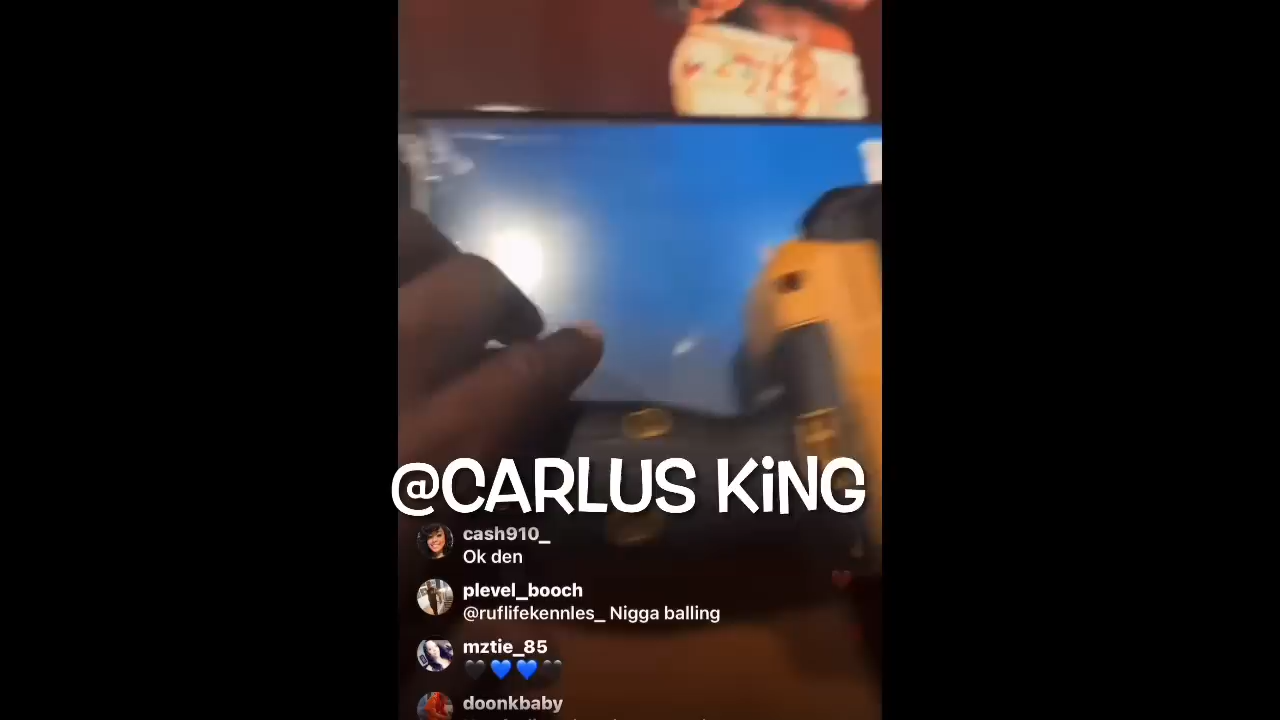 @CARLUS KiNG
cash910_
Ok den
plevel_booch
@ruflifekennles_ Nigga balling
mztie_85
🖤💙💙🖤
doonkbaby